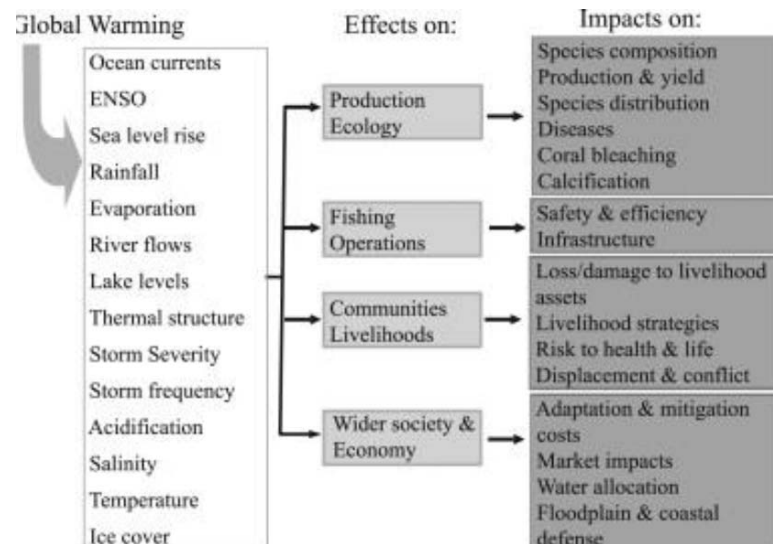 Global Warming
Effects on:
Impacts on:
Ocean currents
ENSO
Sea level rise
Rainfall
Evaporation
River flows
Lake levels
Thermal structure
Storm Severity
Storm frequency
Acidification
Salinity
Temperature
Ice cover
Production
Ecology
Fishing
Operations
Communities
Livelihoods
Wider society &
Economy
Species composition
Production & yield
Species distribution
Diseases
Coral bleaching
Calcification
Safety & efficiency
Infrastructure
Loss/damage to livelihood
assets
Livelihood strategies
Risk to health & life
Displacement & conflict
Adaptation & mitigation
costs
Market impacts
Water allocation
Floodplain & coastal
defense